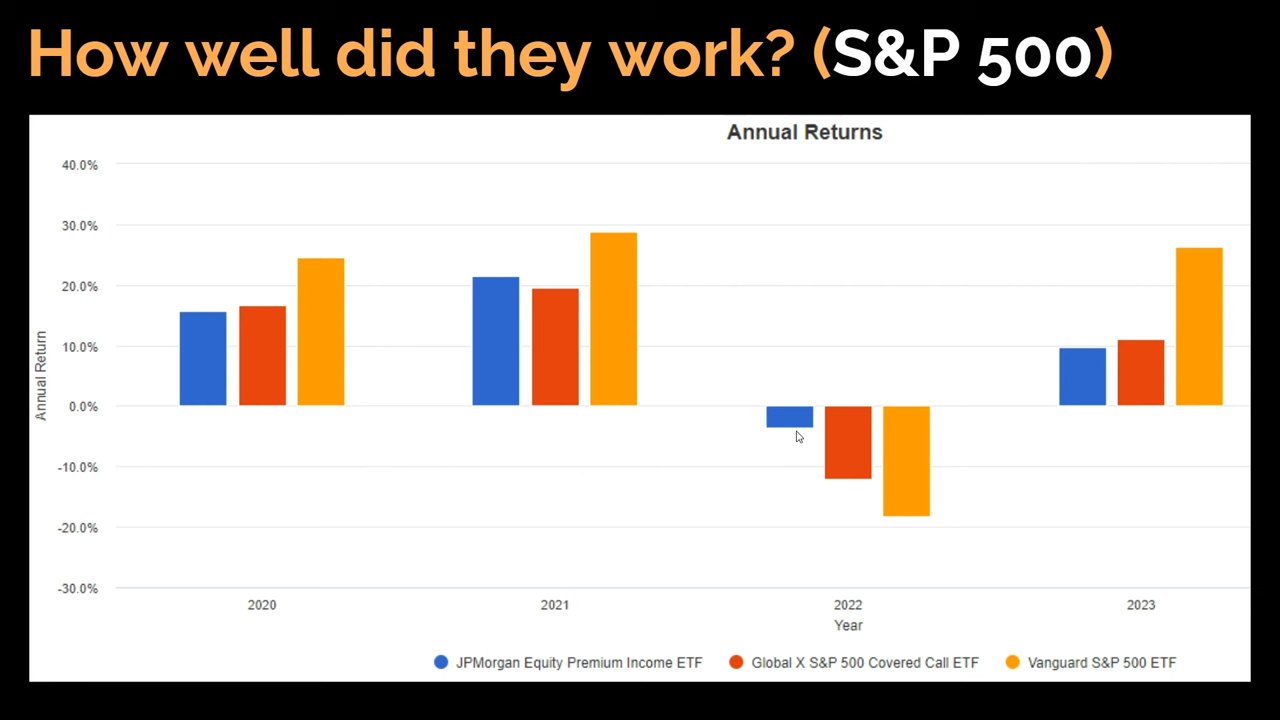 How well did they work? (S&P 500)
Annual Returns
40.0%
30.0%
20.0%
10.0%
0.0%
-10.0%
-20.0%
-30.0%
Annual Return
2020 2021 2022 2023
Year
JPMorgan Equity Premium Income ETF Global X S&P 500 Covered Call ETF Vanguard S&P 500 ETF